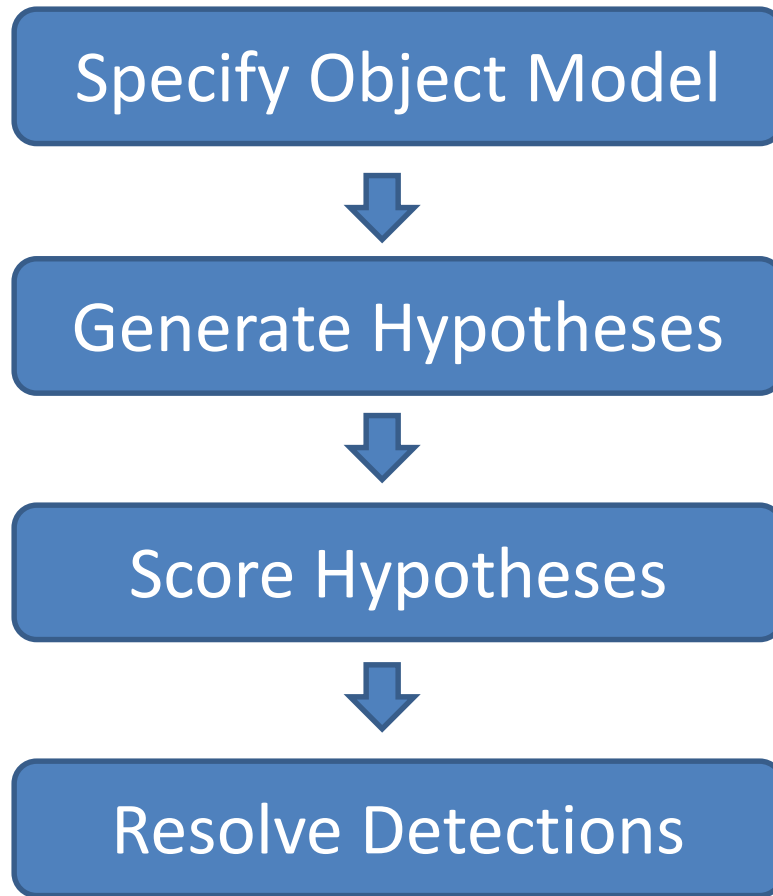 Specify Object Model
Generate Hypotheses
Score Hypotheses
Resolve Detections